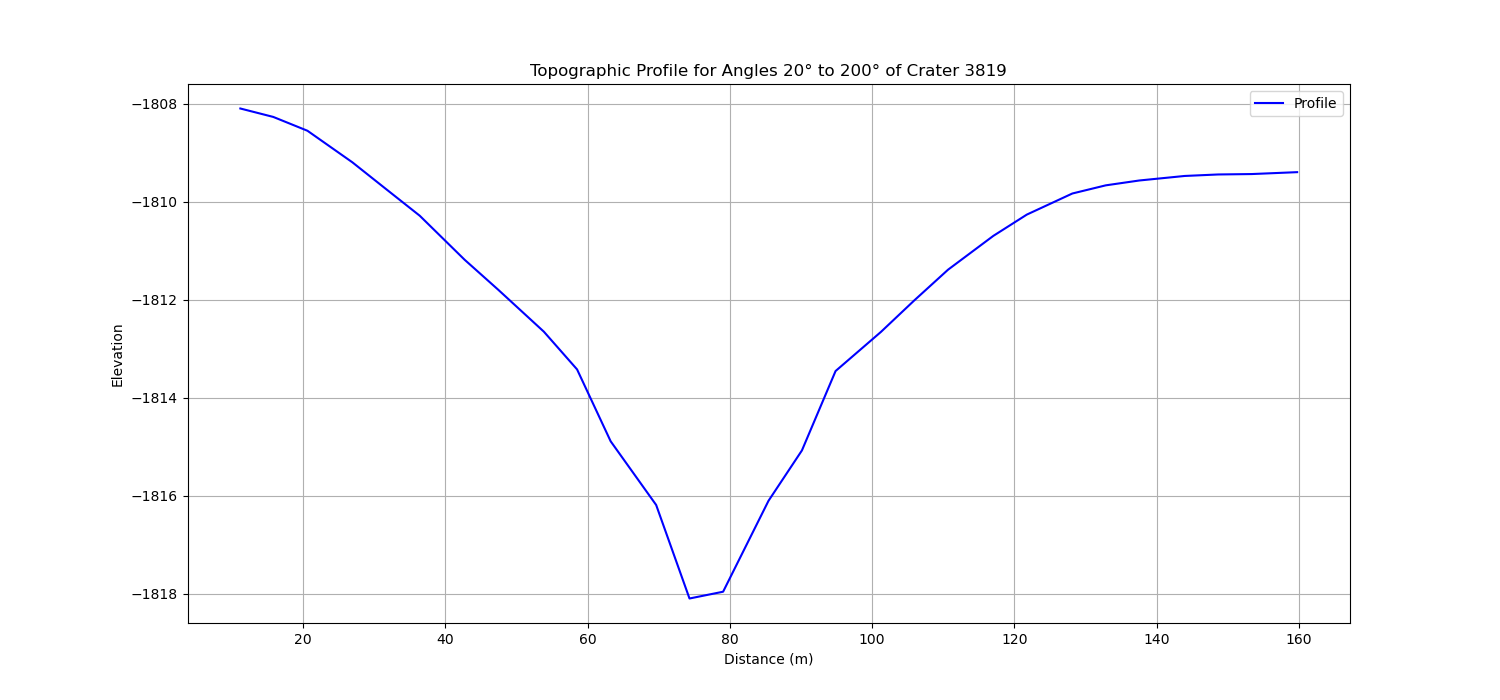 Topographic Profile for Angles 20° to 200° of Crater 3819
Profile
−1808
−1810
−1812
−1814
−1816
−1818
Elevation
20 40 60 80 100 120 140 160
Distance (m)